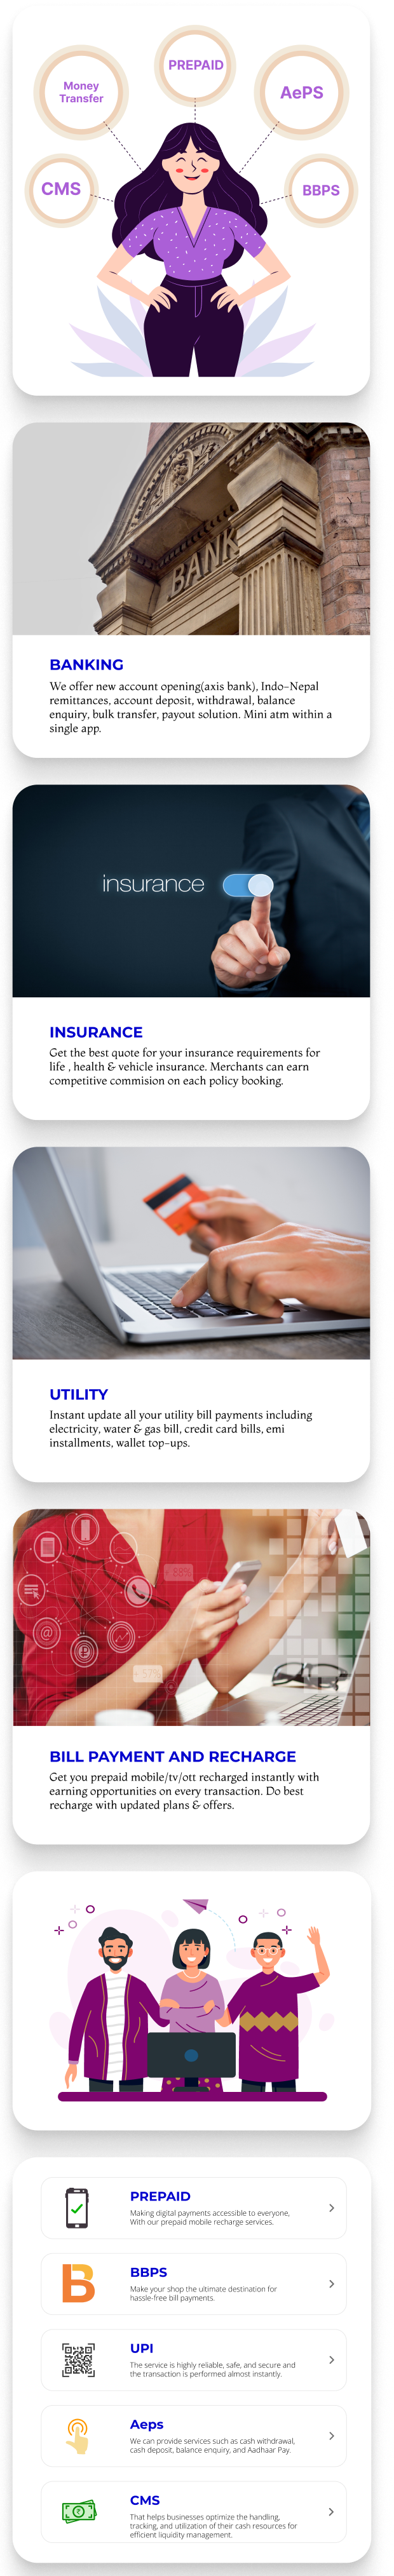 PREPAID
Money
Transfer
AePS
CMS
BBPS
BANK
BANKING
We offer new account opening(axis bank), Indo-Nepal
remittances, account deposit, withdrawal, balance
enquiry, bulk transfer, payout solution. Mini atm within a
single app.
insurance
INSURANCE
Get the best quote for your insurance requirements for
life , health & vehicle insurance. Merchants can earn
competitive commision on each policy booking.
UTILITY
Instant update all your utility bill payments including
electricity, water & gas bill, credit card bills, emi
installments, wallet top-ups.
BILL PAYMENT AND RECHARGE
Get you prepaid mobile/tv/ott recharged instantly with
earning opportunities on every transaction. Do best
recharge with updated plans & offers.
PREPAID
Making digital payments accessible to everyone,
With our prepaid mobile recharge services.
BBPS
Make your shop the ultimate destination for
hassle-free bill payments.
UPI
The service is highly reliable, safe, and secure and
the transaction is performed almost instantly.
Aeps
We can provide services such as cash withdrawal,
cash deposit, balance enquiry, and Aadhaar Pay.
CMS
That helps businesses optimize the handling,
tracking, and utilization of their cash resources for
efficient liquidity management.